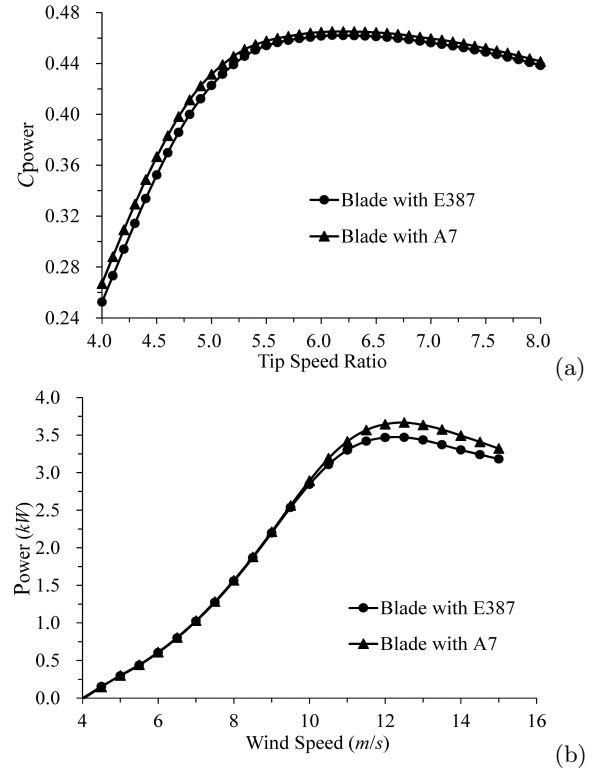 0.48
0.44
0.40
0.36
0.32
0.28
0.24
Cpower
Blade with E387
Blade with A7
4.0 4.5 5.0 5.5 6.0 6.5 7.0 7.5 8.0
Tip Speed Ratio
(a)
4.0
3.5
3.0
2.5
2.0
1.5
1.0
0.5
0.0
Power (kW)
Blade with E387
Blade with A7
4 6 8 10 12 14 16
Wind Speed (m/s)
(b)